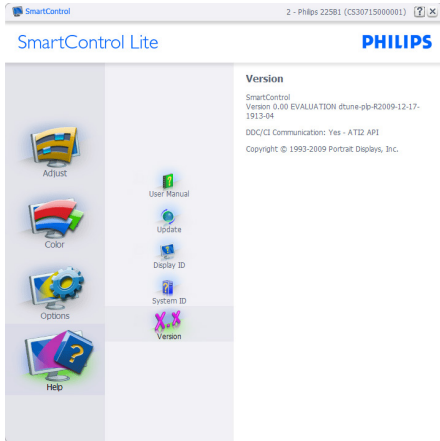 SmartControl
2 - Philips 225B1 (CS30715000001)
? X
SmartControl Lite
PHILIPS
Adjust
Color
Options
?
Help
?
User Manual
Update
Display ID
System ID
X.X
Version
Version
SmartControl
Version 0.00 EVALUATION dtune-plp-R2009-12-17-
1913-04
DDC/CI Communication: Yes - ATI2 API
Copyright © 1993-2009 Portrait Displays, Inc.